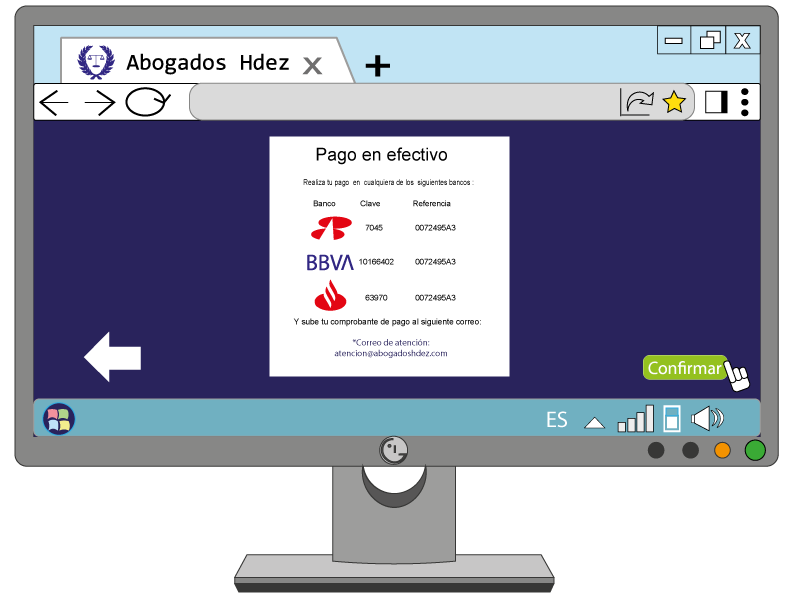 Abogados Hdez X
X
Pago en efectivo
Realiza tu pago en cualquiera de los siguientes bancos:
Banco Clave Referencia
7045 0072495A3
BBVA 10166402 0072495A3
63970 0072495A3
Y sube tu comprobante de pago al siguiente correo:
*Correo de atención:
atencion@abogadoshdez.com
Confirmar
ES